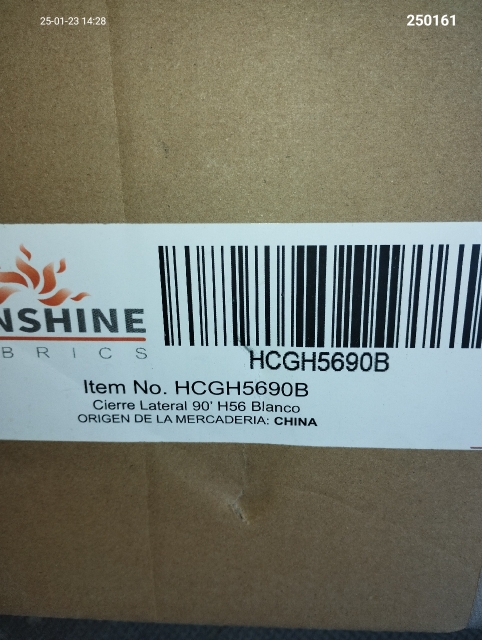 25-01-23 14:28
250161
NSHINE
BRICS
HCGH5690B
Item No. HCGH5690B
Cierre Lateral 90' H56 Blanco
ORIGEN DE LA MERCADERIA: CHINA